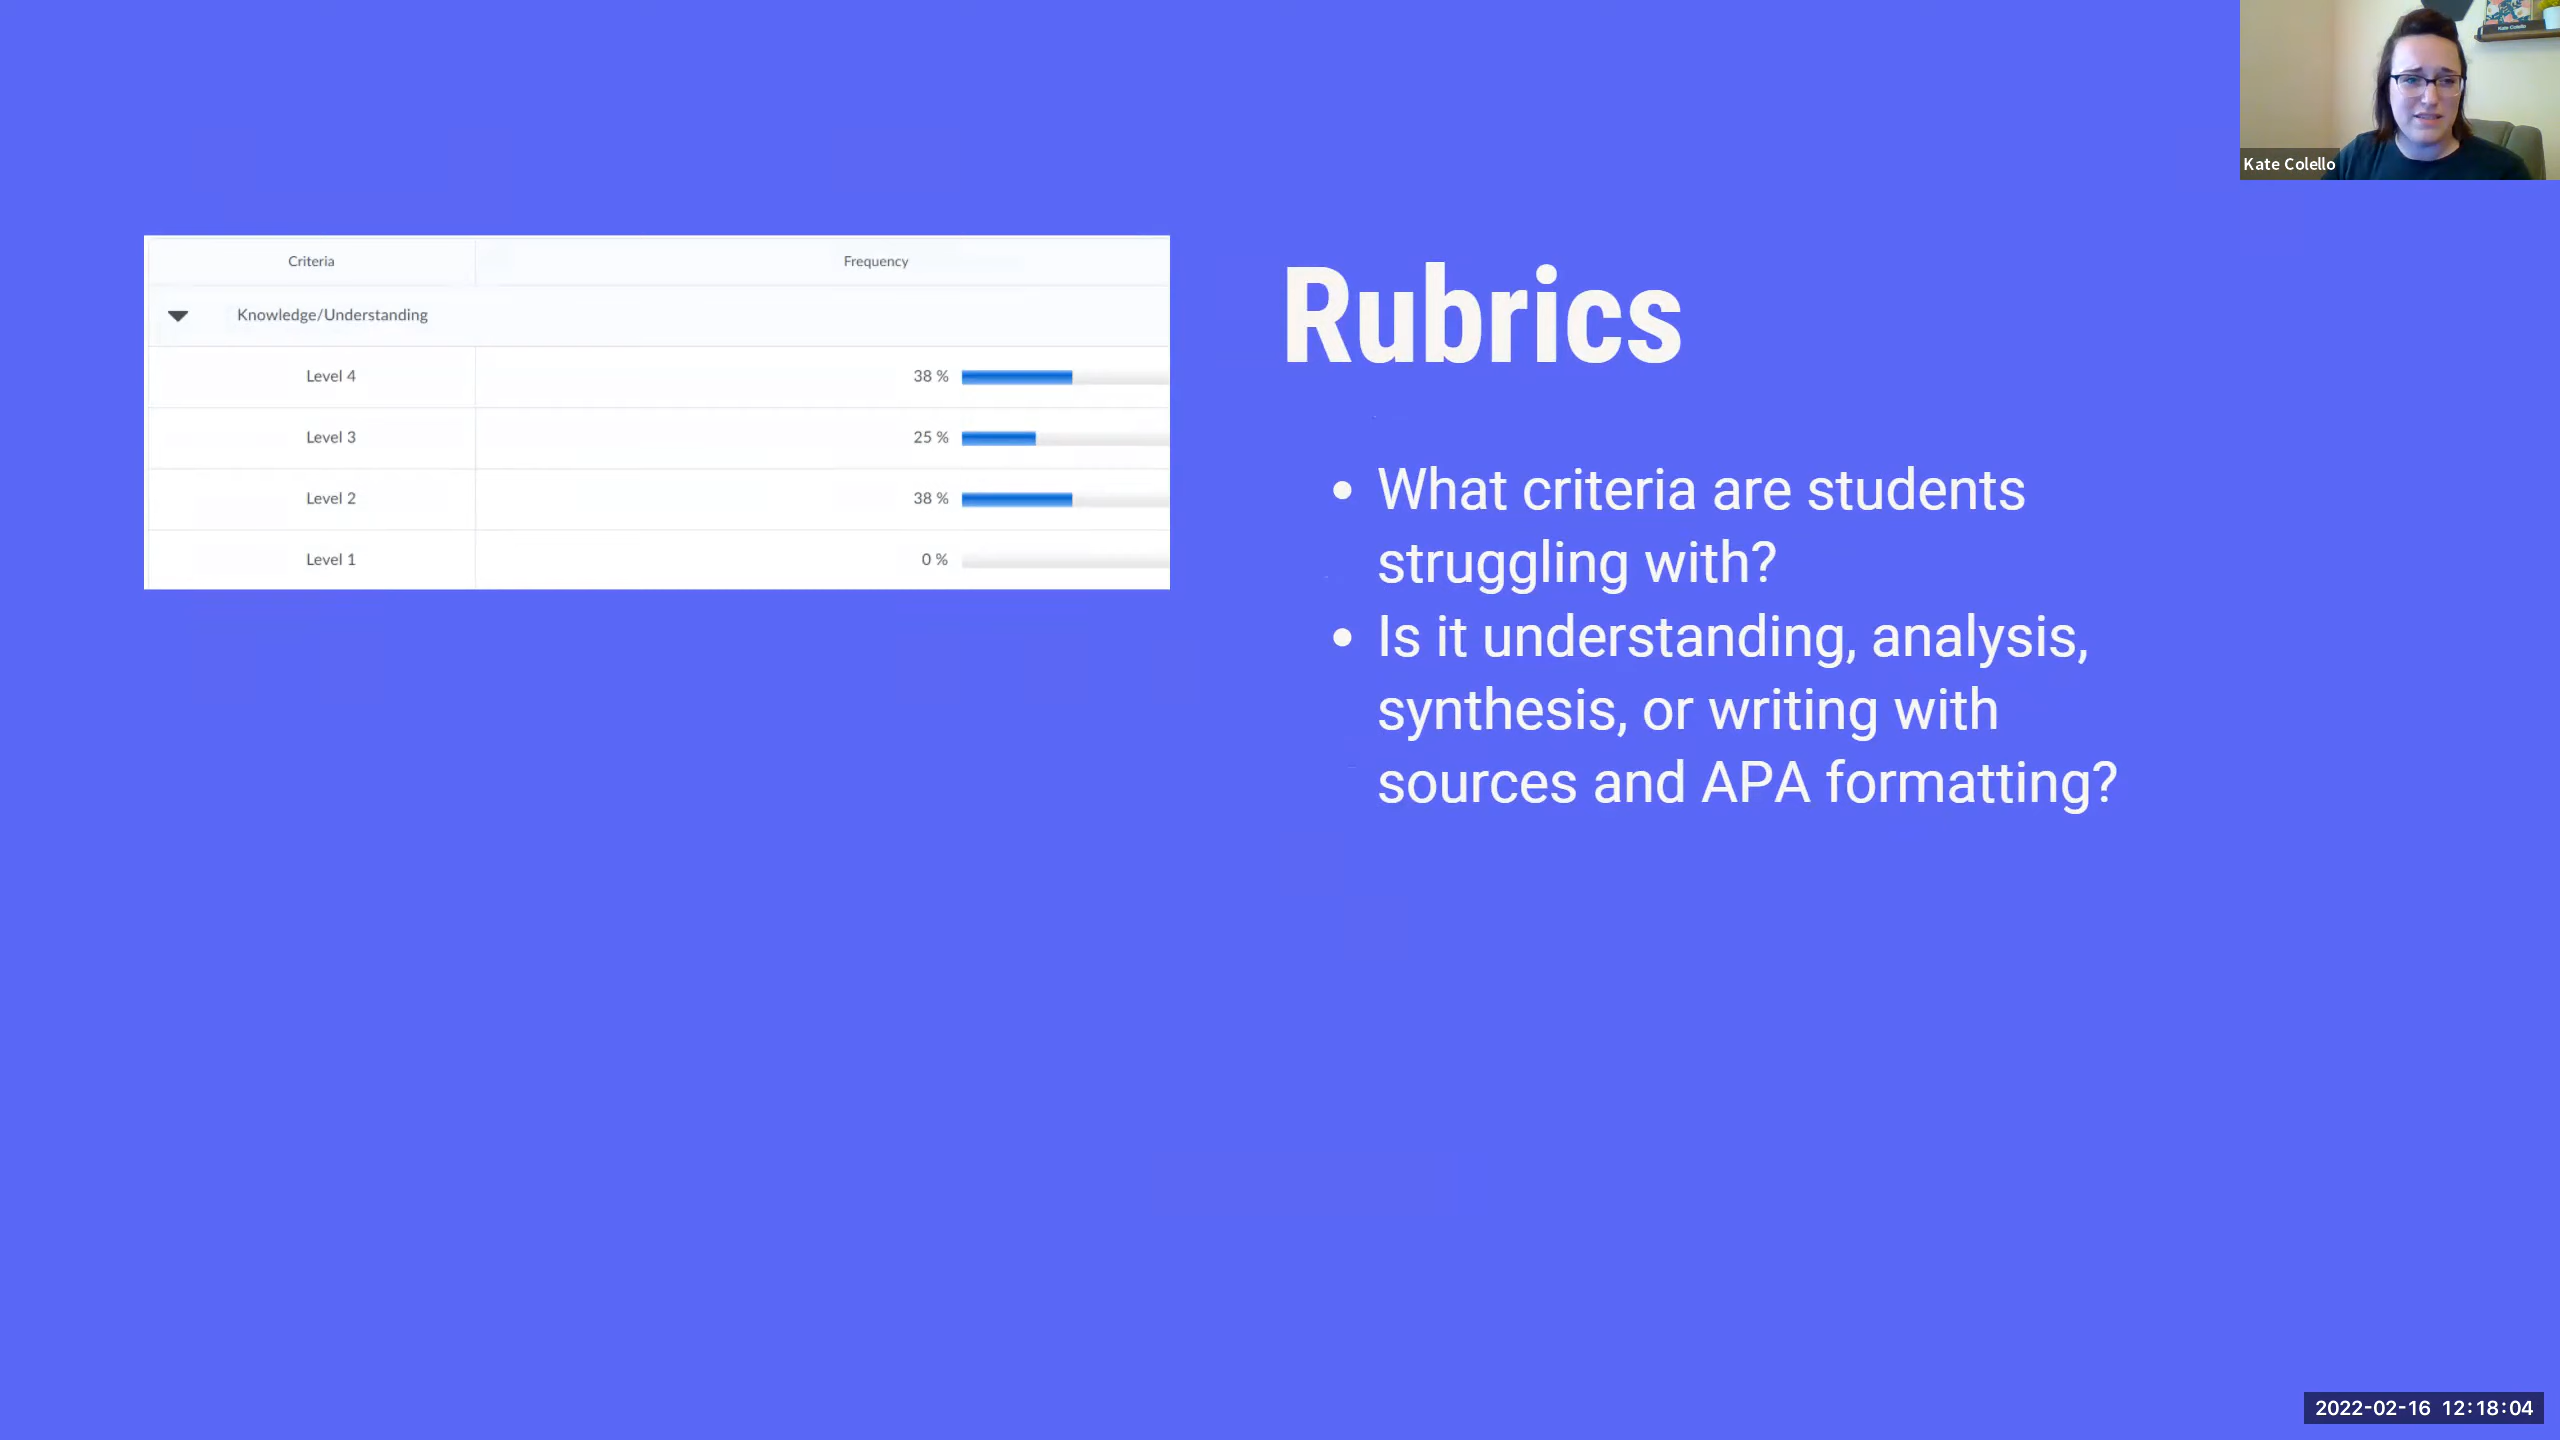 Kate Colello
Criteria Frequency
Knowledge/Understanding
Level 4 38 %
Level 3 25 %
Level 2 38 %
Level 1 0 %
Rubrics
• What criteria are students
struggling with?
• Is it understanding, analysis,
synthesis, or writing with
sources and APA formatting?
2022-02-16 12:18:04